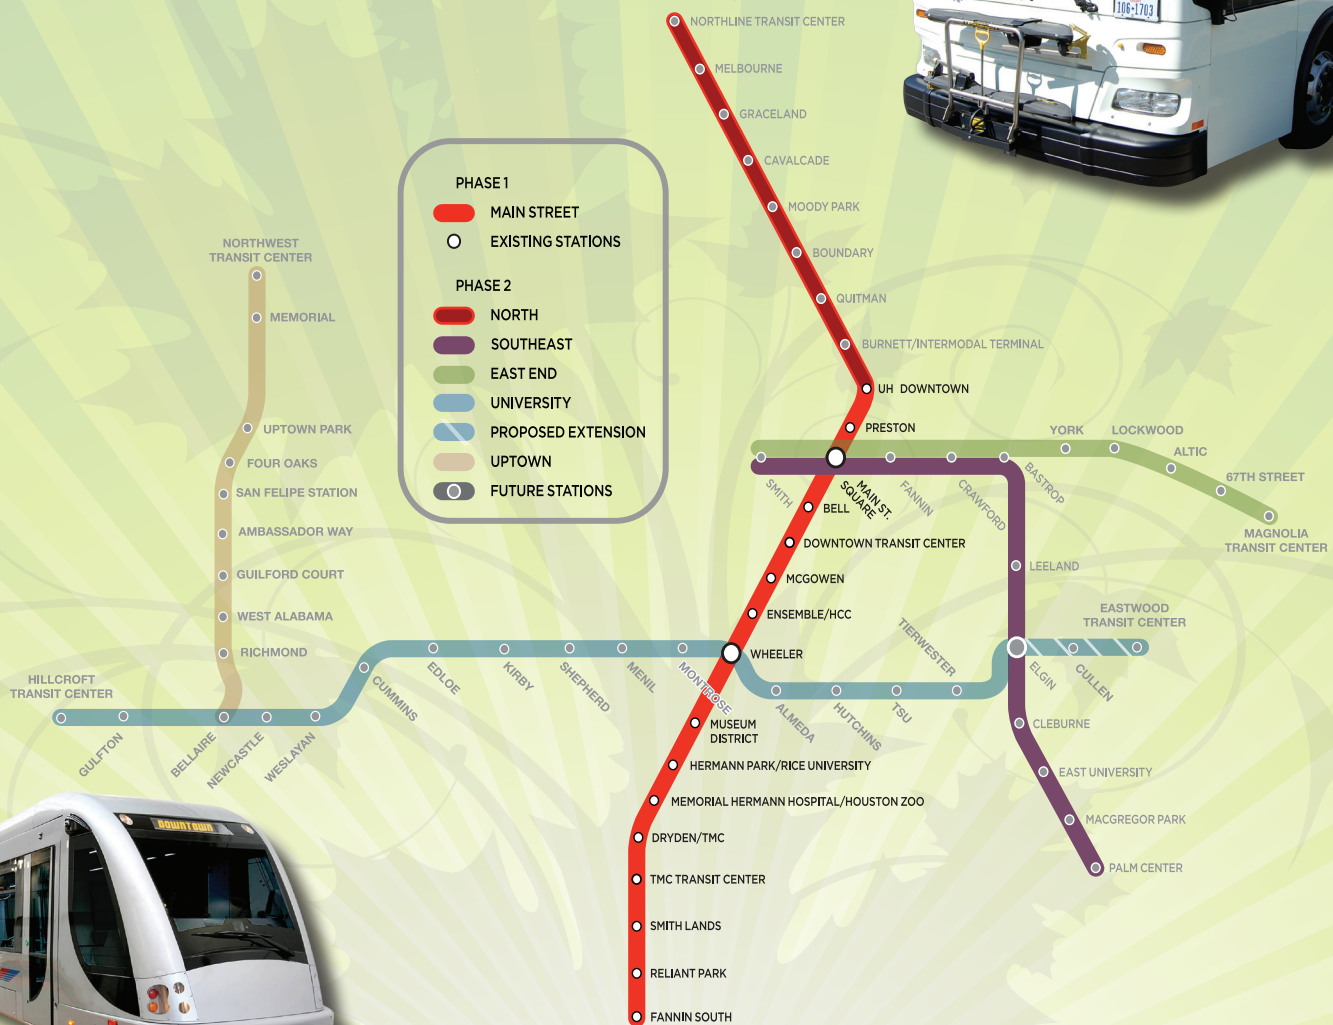 106·1703
NORTHLINE TRANSIT CENTER
MELBOURNE
GRACELAND
CAVALCADE
MOODY PARK
BOUNDARY
QUITMAN
BURNETT/INTERMODAL TERMINAL
UH DOWNTOWN
PRESTON
PHASE 1
MAIN STREET
EXISTING STATIONS
PHASE 2
NORTH
SOUTHEAST
EAST END
UNIVERSITY
PROPOSED EXTENSION
UPTOWN
FUTURE STATIONS
NORTHWEST
TRANSIT CENTER
MEMORIAL
UPTOWN PARK
FOUR OAKS
SAN FELIPE STATION
AMBASSADOR WAY
GUILFORD COURT
WEST ALABAMA
RICHMOND
SMITH
MAIN ST.
SQUARE
FANNIN
CRAWFORD
BASTROP
YORK
LOCKWOOD
ALTIC
67TH STREET
MAGNOLIA
TRANSIT CENTER
BELL
DOWNTOWN TRANSIT CENTER
MCGOWEN
ENSEMBLE/HCC
WHEELER
LEELAND
EASTWOOD
TRANSIT CENTER
HILLCROFT
TRANSIT CENTER
GULFTON
BELLAIRE
NEWCASTLE
WESLAYAN
CUMMINS
EDLOE
KIRBY
SHEPHERD
MENIL
MONTROSE
ALMEDA
HUTCHINS
TSU
TIERWESTER
ELGIN
CULLEN
CLEBURNE
EAST UNIVERSITY
MACGREGOR PARK
PALM CENTER
MUSEUM
DISTRICT
HERMANN PARK/RICE UNIVERSITY
MEMORIAL HERMANN HOSPITAL/HOUSTON ZOO
DRYDEN/TMC
TMC TRANSIT CENTER
SMITH LANDS
RELIANT PARK
FANNIN SOUTH
DOWNTOWN